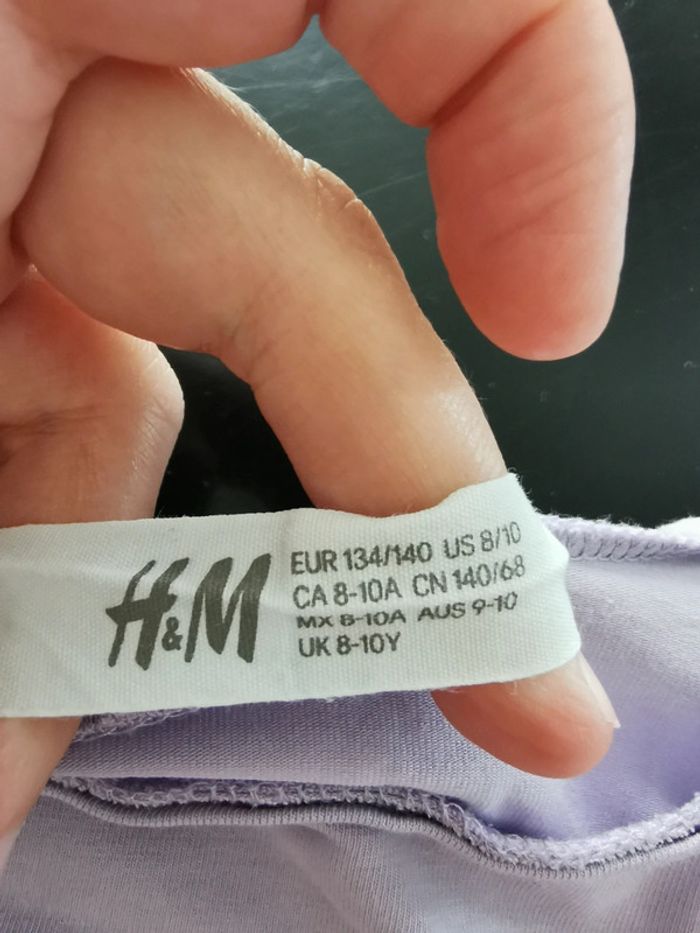 H&M
EUR 134/140 US 8/10
CA 8-10A CN 140/68
MX 8-10A AUS 9-10
UK 8-10Y